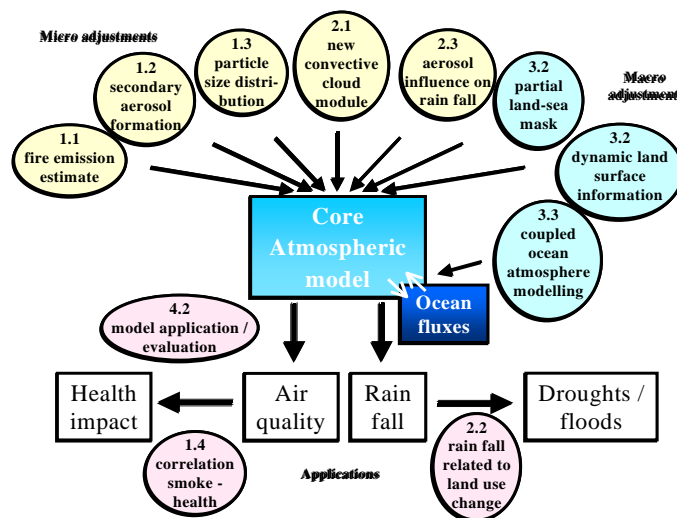 Micro adjustments
1.1
fire emission
estimate
1.2
secondary
aerosol
formation
1.3
particle
size distri-
bution
2.1
new
convective
cloud
module
2.3
aerosol
influence on
rain fall
3.2
partial
land-sea
mask
Macro
adjustments
3.2
dynamic land
surface
information
3.3
coupled
ocean
atmosphere
modelling
Core
Atmospheric
model
Ocean
fluxes
4.2
model application /
evaluation
Health
impact
Air
quality
Rain
fall
Droughts /
floods
1.4
correlation
smoke -
health
Applications
2.2
rain fall
related to
land use
change